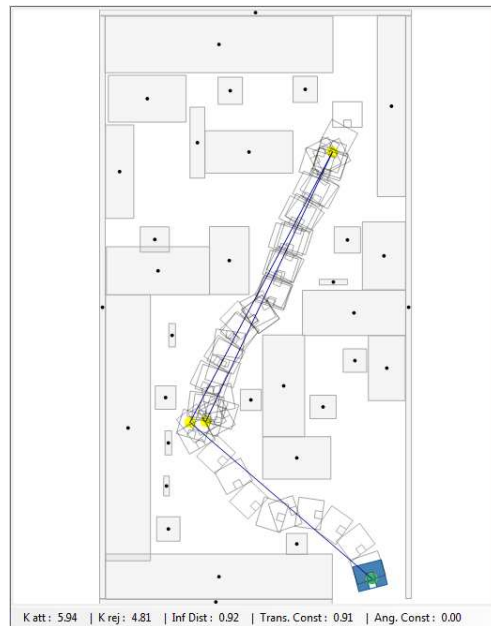 K att : 5.94 | K rej : 4.81 | Inf Dist : 0.92 | Trans. Const : 0.91 | Ang. Const : 0.00